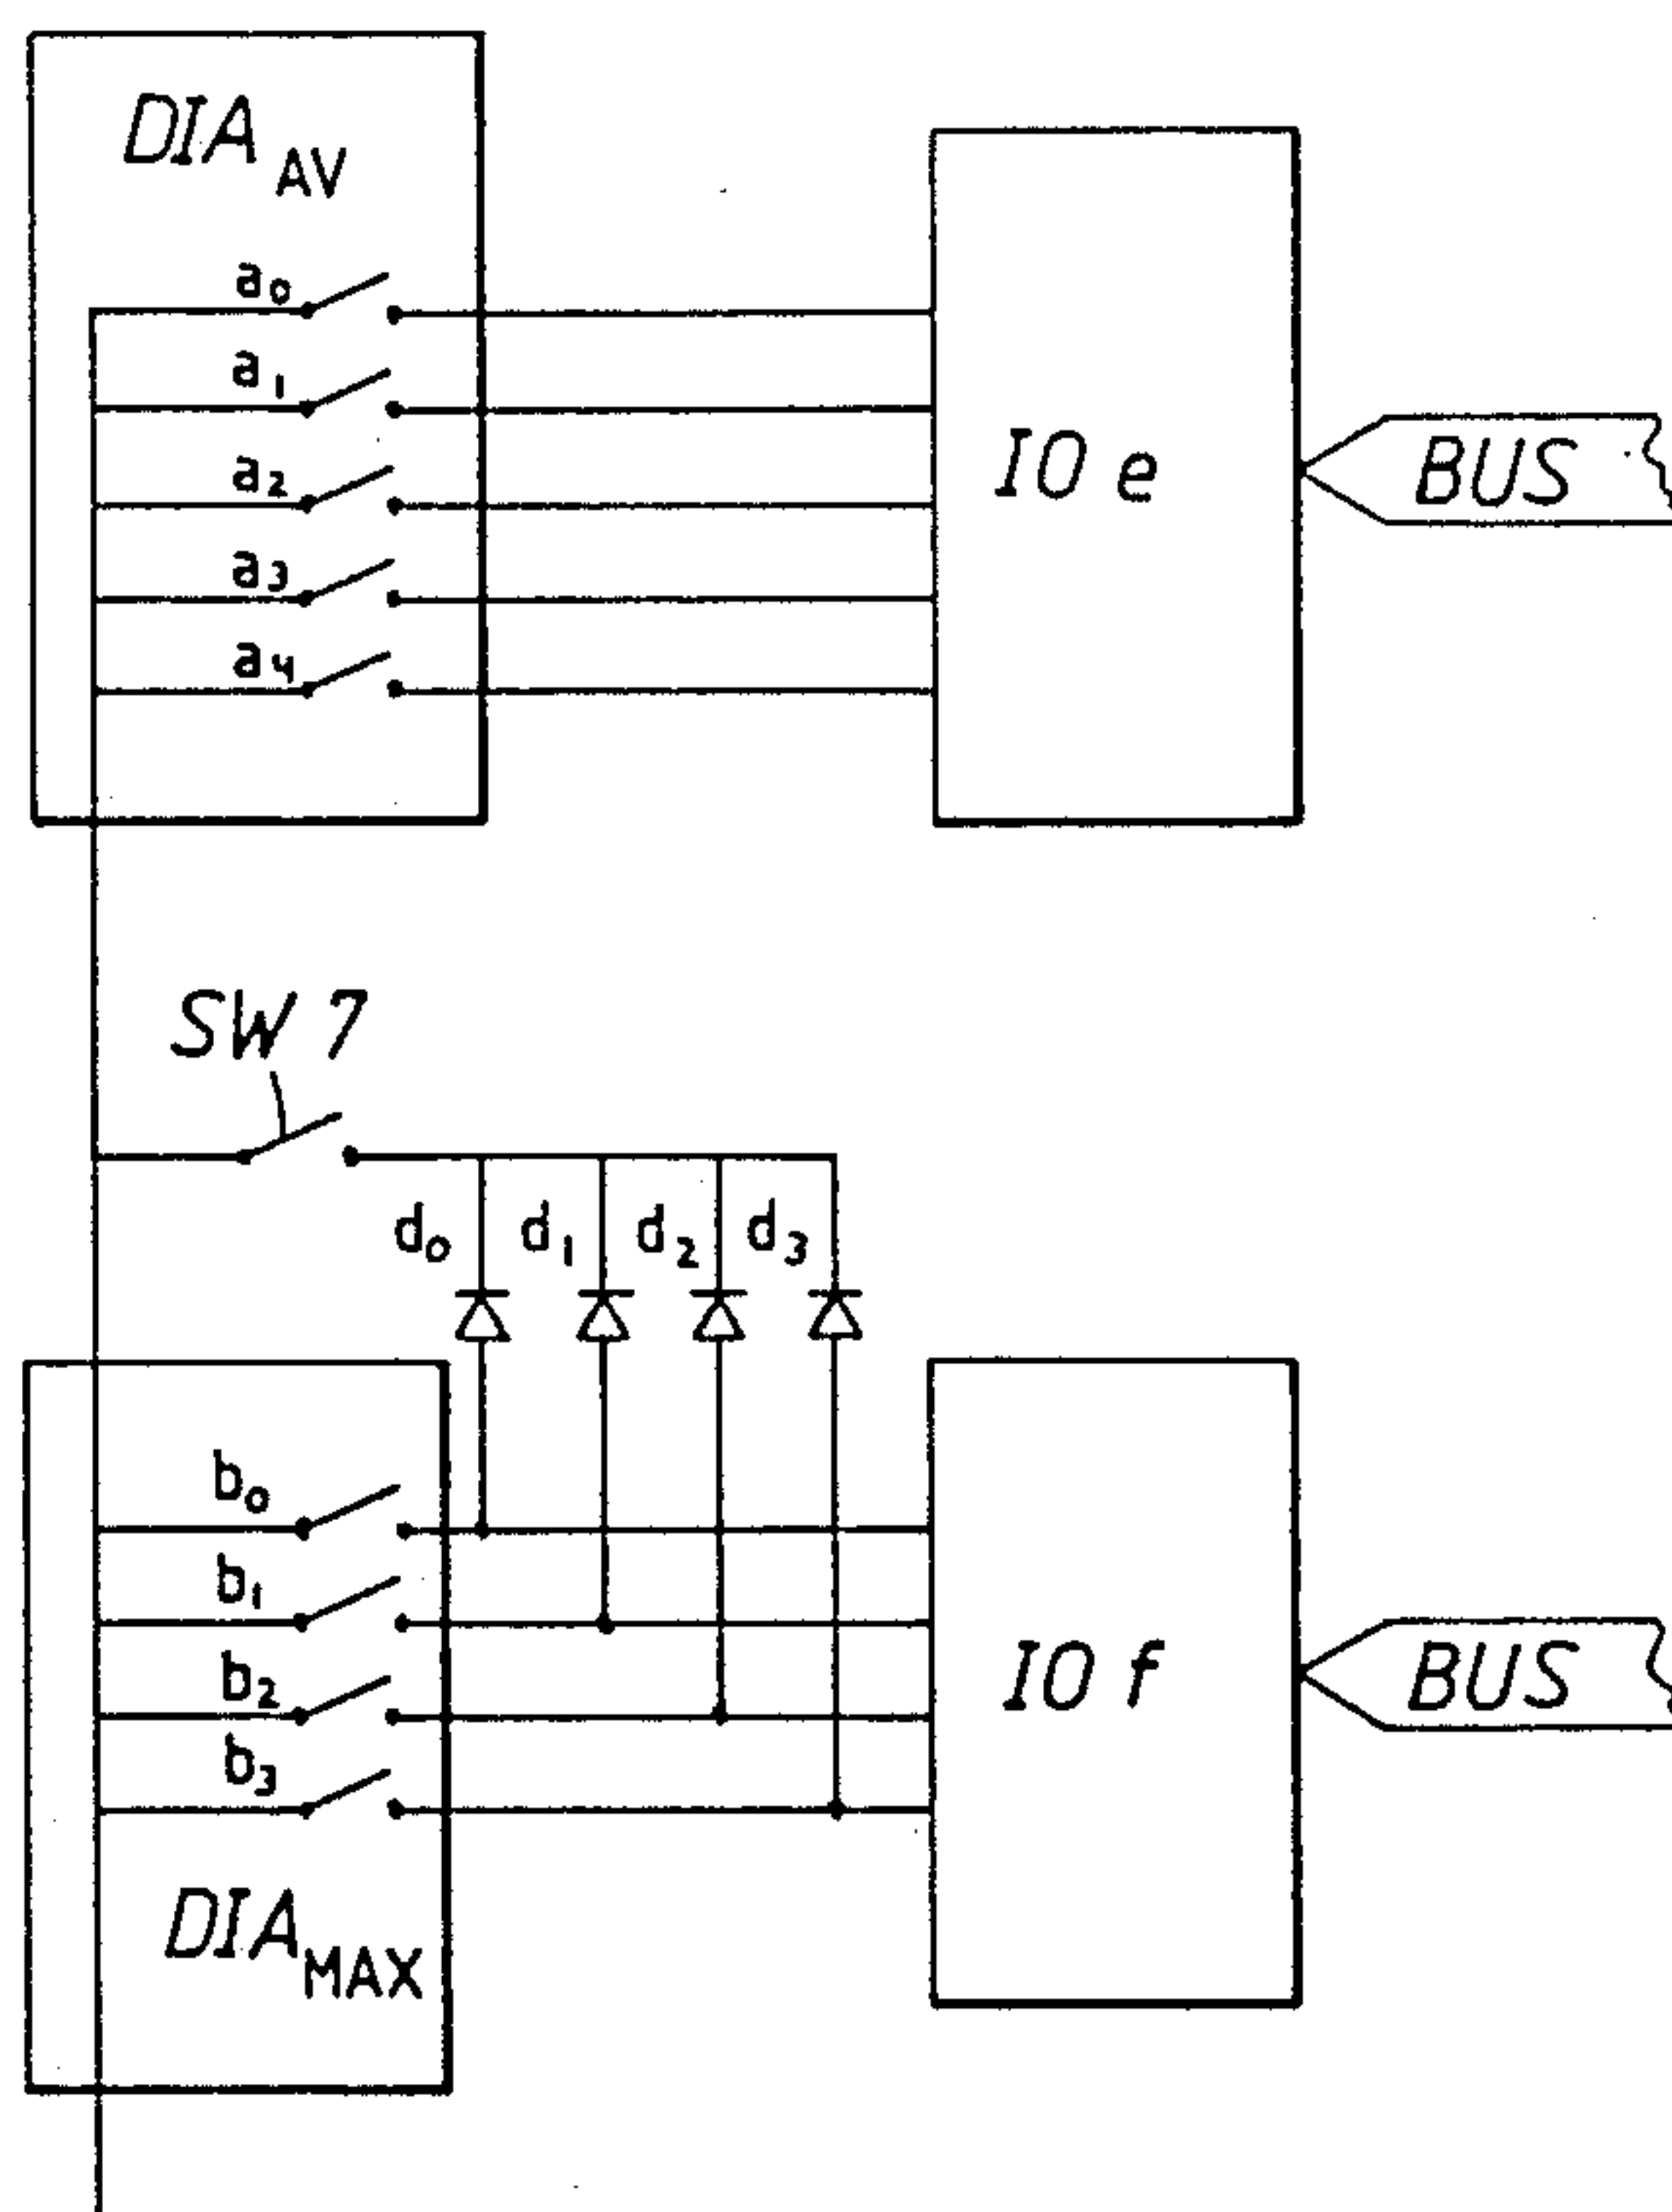 DIA AV
a0
a1
a2
a3
a4
IO e
BUS
SW 7
d0 d1 d2 d3
b0
b1
b2
b3
DIA MAX
IO f
BUS